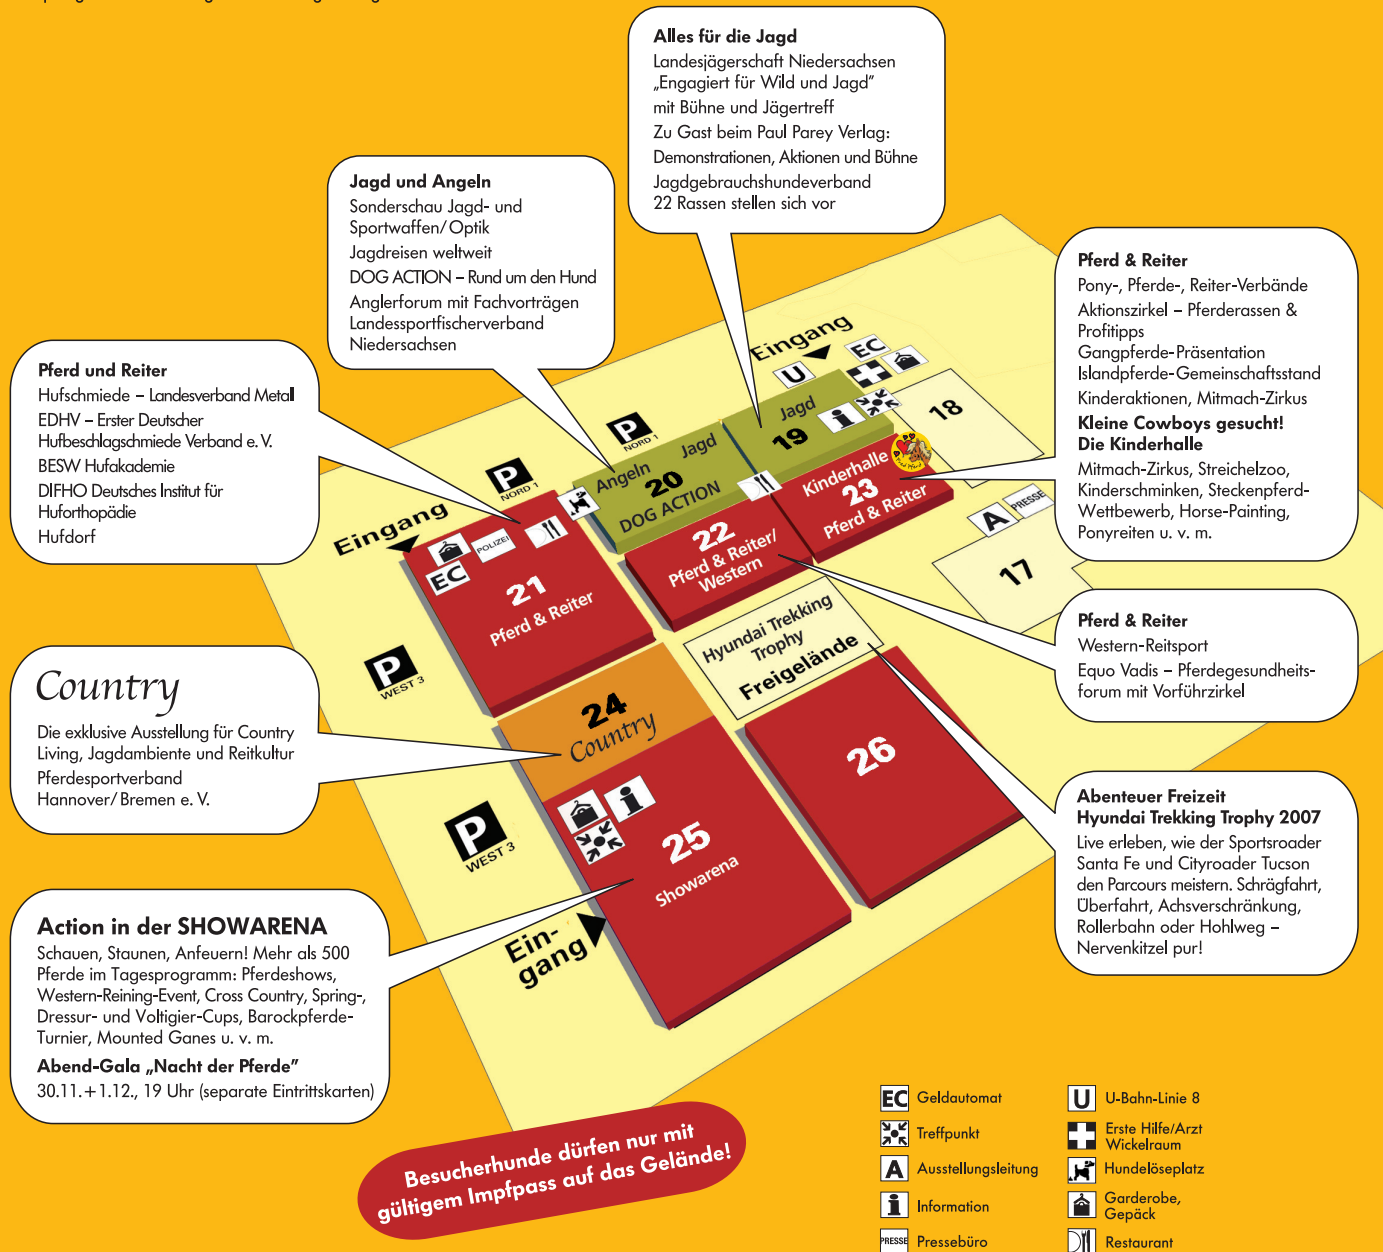 Alles für die Jagd
Landesjägerschaft Niedersachsen
„Engagiert für Wild und Jagd“
mit Bühne und Jägertreff
Zu Gast beim Paul Parey Verlag:
Demonstrationen, Aktionen und Bühne
Jagdgebrauchshundeverband
22 Rassen stellen sich vor
Jagd und Angeln
Sonderschau Jagd- und
Sportwaffen/Optik
Jagdreisen weltweit
DOG ACTION – Rund um den Hund
Anglerforum mit Fachvorträgen
Landessportfischerverband
Niedersachsen
Pferd & Reiter
Pony-, Pferde-, Reiter-Verbände
Aktionszirkel – Pferderassen &
Profitipps
Gangpferde-Präsentation
Islandpferde-Gemeinschaftsstand
Kinderaktionen, Mitmach-Zirkus
Kleine Cowboys gesucht!
Die Kinderhalle
Mitmach-Zirkus, Streichelzoo,
Kinderschminken, Steckenpferd-
Wettbewerb, Horse-Painting,
Ponyreiten u. v. m.
Pferd und Reiter
Hufschmiede – Landesverband Metall
EDHV – Erster Deutscher
Hufbeschlagschmiede Verband e. V.
BESW Hufakademie
DIFHO Deutsches Institut für
Huforthopädie
Hufdorf
Eingang
U
EC
P
NORD 1
P
NORD 1
Eingang
EC
POLIZEI
21
Pferd & Reiter
Angeln
Jagd
20
DOG ACTION
Jagd
19
i
18
Kinderhalle
23
Pferd & Reiter
22
Pferd & Reiter/
Western
A
PRESSE
17
Hyundai Trekking
Trophy
Freigelände
P
WEST 3
24
Country
26
P
WEST 3
i
25
Showarena
Ein-
gang
Pferd & Reiter
Western-Reitsport
Equo Vadis – Pferdegesundheits-
forum mit Vorführzirkel
Country
Die exklusive Ausstellung für Country
Living, Jagdambiente und Reitkultur
Pferdesportverband
Hannover/Bremen e. V.
Abenteuer Freizeit
Hyundai Trekking Trophy 2007
Live erleben, wie der Sportsroader
Santa Fe und Cityroader Tucson
den Parcours meistern. Schrägfahrt,
Überfahrt, Achsverschränkung,
Rollerbahn oder Hohlweg –
Nervenkitzel pur!
Action in der SHOWARENA
Schauen, Staunen, Anfeuern! Mehr als 500
Pferde im Tagesprogramm: Pferdeshows,
Western-Reining-Event, Cross Country, Spring-,
Dressur- und Voltigier-Cups, Barockpferde-
Turnier, Mounted Ganes u. v. m.
Abend-Gala „Nacht der Pferde“
30.11.+1.12., 19 Uhr (separate Eintrittskarten)
Besucherhunde dürfen nur mit
gültigem Impfpass auf das Gelände!
EC Geldautomat
Treffpunkt
A Ausstellungsleitung
i Information
PRESSE Pressebüro
U U-Bahn-Linie 8
Erste Hilfe/Arzt
Wickelraum
Hundelöseplatz
Garderobe,
Gepäck
Restaurant